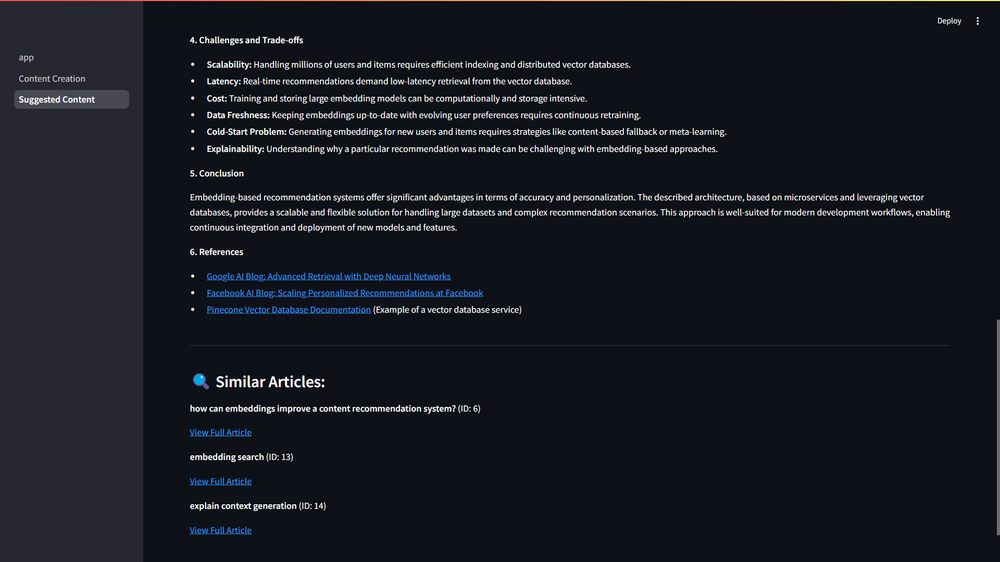 Deploy
app
Content Creation
Suggested Content
4. Challenges and Trade-offs
• Scalability: Handling millions of users and items requires efficient indexing and distributed vector databases.
• Latency: Real-time recommendations demand low-latency retrieval from the vector database.
• Cost: Training and storing large embedding models can be computationally and storage intensive.
• Data Freshness: Keeping embeddings up-to-date with evolving user preferences requires continuous retraining.
• Cold-Start Problem: Generating embeddings for new users and items requires strategies like content-based fallback or meta-learning.
• Explainability: Understanding why a particular recommendation was made can be challenging with embedding-based approaches.
5. Conclusion
Embedding-based recommendation systems offer significant advantages in terms of accuracy and personalization. The described architecture, based on microservices and leveraging vector
databases, provides a scalable and flexible solution for handling large datasets and complex recommendation scenarios. This approach is well-suited for modern development workflows, enabling
continuous integration and deployment of new models and features.
6. References
• Google AI Blog: Advanced Retrieval with Deep Neural Networks
• Facebook AI Blog: Scaling Personalized Recommendations at Facebook
• Pinecone Vector Database Documentation (Example of a vector database service)
Similar Articles:
how can embeddings improve a content recommendation system? (ID: 6)
View Full Article
embedding search (ID: 13)
View Full Article
explain context generation (ID: 14)
View Full Article